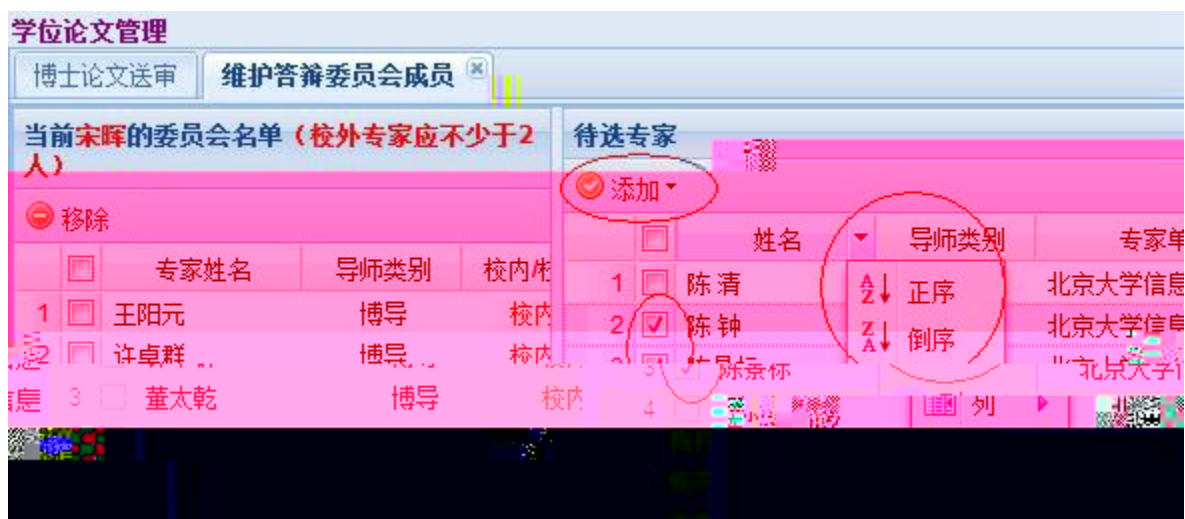 学位论文管理
博士论文送审 维护答辩委员会成员
当前宋晖的委员会名单（校外专家应不少于2人）
移除
专家姓名 导师类别 校内/校
1 王阳元 博导 校内
2 许卓群 博导 校内
3 董太乾 博导 校内
待选专家
添加
姓名 导师类别 专家单
1 陈清 北京大学信息
2 陈钟 北京大学信息
3 陈景标 北京大学信
4
正序
倒序
列